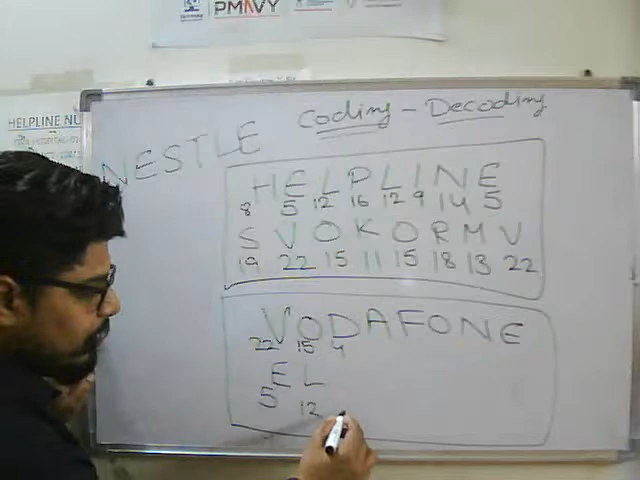 PMAVY
HELPLINE NU
Coding - Decoding
NESTLE
HELPLINE
8 5 12 16 12 9 14 5
SVOKORMV
19 22 15 11 15 18 13 22
VODAFONE
22 15 4
EL
5 12